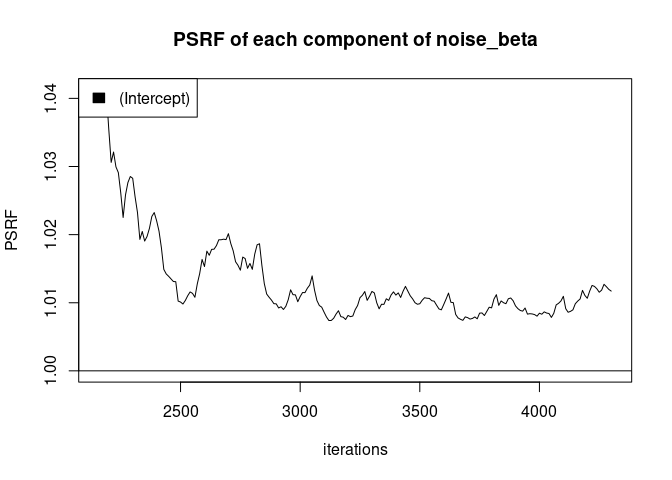 PSRF of each component of noise_beta
(Intercept)
PSRF
1.04
1.03
1.02
1.01
1.00
2500 3000 3500 4000
iterations